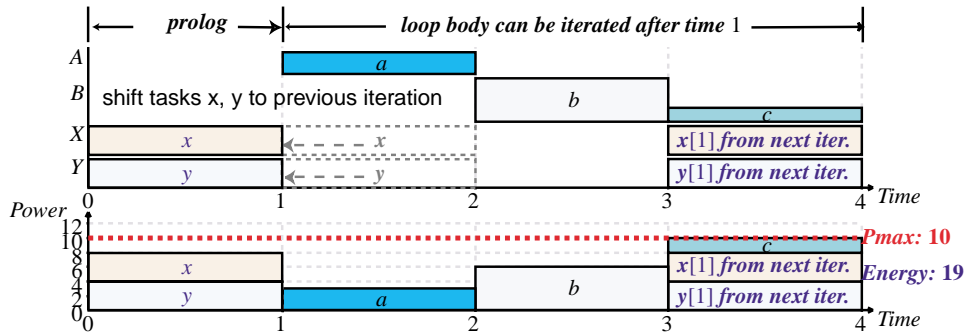 prolog
loop body can be iterated after time 1
A
a
B
shift tasks x, y to previous iteration
b
c
X
x
x
x[1] from next iter.
Y
y
y
y[1] from next iter.
0 1 2 3 4 Time
Power
12
10
8
6
4
2
0
c
Pmax: 10
x
x[1] from next iter.
Energy: 19
b
y
a
y[1] from next iter.
0 1 2 3 4 Time